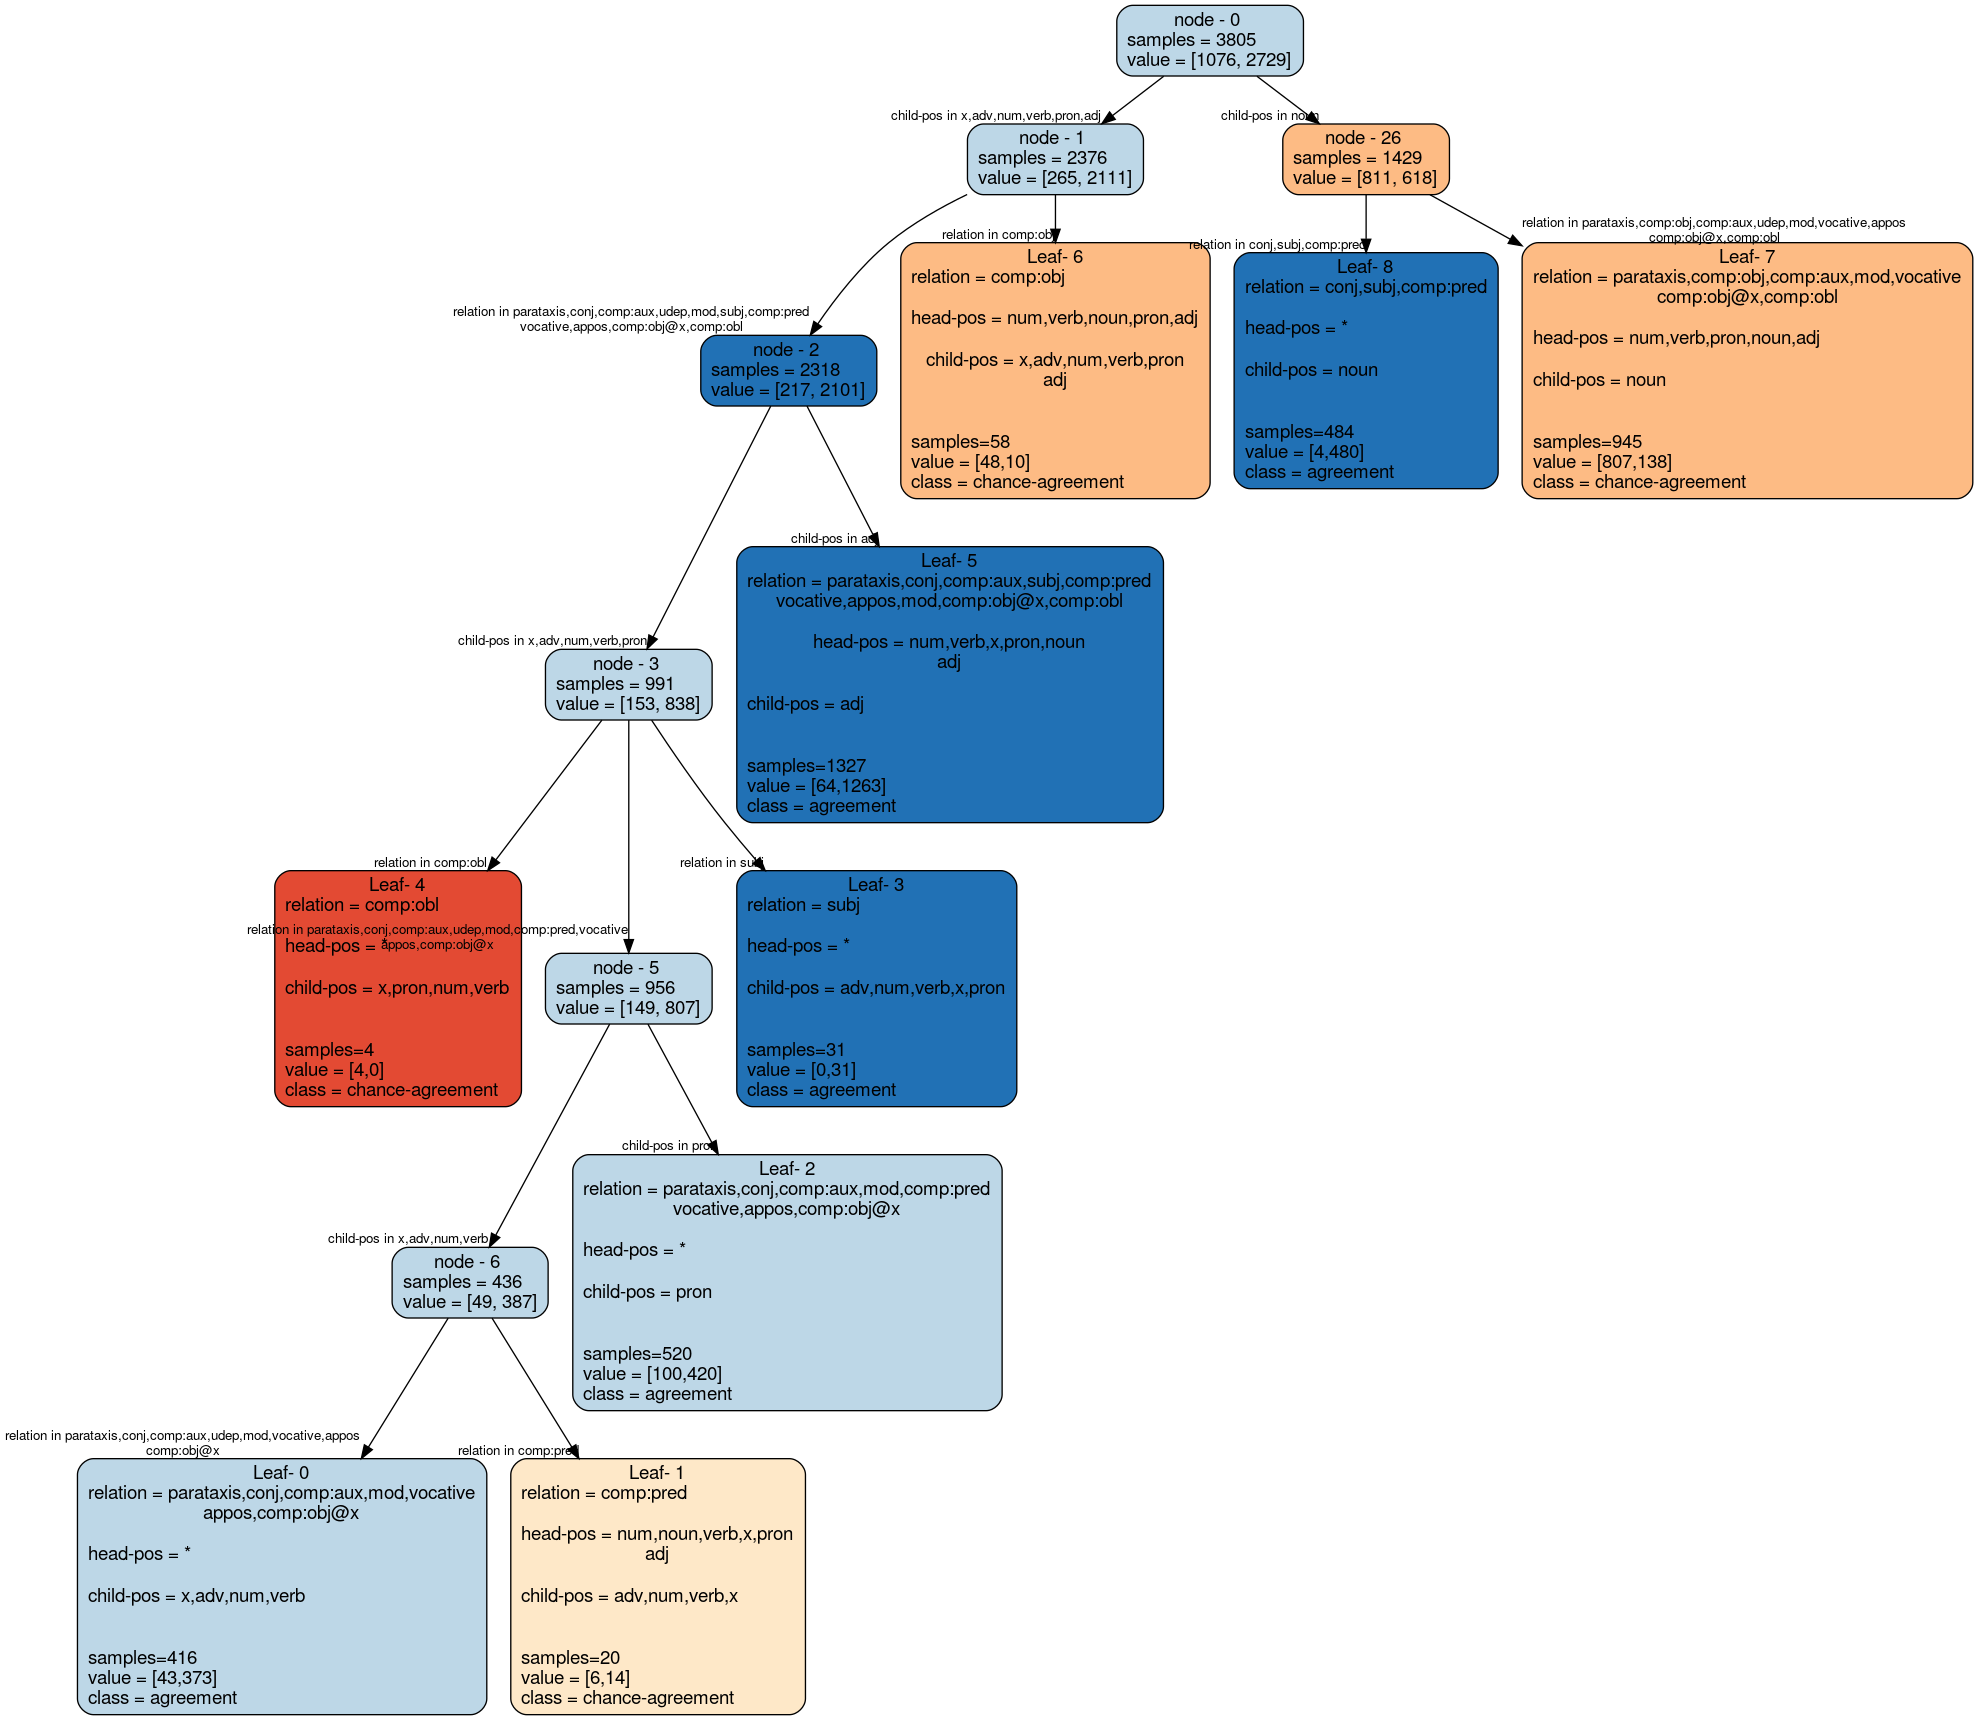 node - 0
samples = 3805
value = [1076, 2729]
child-pos in x,adv,num,verb,pron,adj
child-pos in noun
node - 1
samples = 2376
value = [265, 2111]
node - 26
samples = 1429
value = [811, 618]
relation in parataxis,conj,comp:aux,udep,mod,subj,comp:pred
vocative,appos,comp:obj@x,comp:obl
relation in comp:obj
relation in conj,subj,comp:pred
relation in parataxis,comp:obj,comp:aux,udep,mod,vocative,appos
comp:obj@x,comp:obl
node - 2
samples = 2318
value = [217, 2101]
Leaf- 6
relation = comp:obj
head-pos = num,verb,noun,pron,adj
child-pos = x,adv,num,verb,pron
adj
samples=58
value = [48,10]
class = chance-agreement
Leaf- 8
relation = conj,subj,comp:pred
head-pos = *
child-pos = noun
samples=484
value = [4,480]
class = agreement
Leaf- 7
relation = parataxis,comp:obj,comp:aux,mod,vocative
comp:obj@x,comp:obl
head-pos = num,verb,pron,noun,adj
child-pos = noun
samples=945
value = [807,138]
class = chance-agreement
child-pos in x,adv,num,verb,pron
child-pos in adj
node - 3
samples = 991
value = [153, 838]
Leaf- 5
relation = parataxis,conj,comp:aux,subj,comp:pred
vocative,appos,mod,comp:obj@x,comp:obl
head-pos = num,verb,x,pron,noun
adj
child-pos = adj
samples=1327
value = [64,1263]
class = agreement
relation in comp:obl
relation in parataxis,conj,comp:aux,udep,mod,comp:pred,vocative
appos,comp:obj@x
relation in subj
Leaf- 4
relation = comp:obl
head-pos = *
child-pos = x,pron,num,verb
samples=4
value = [4,0]
class = chance-agreement
node - 5
samples = 956
value = [149, 807]
Leaf- 3
relation = subj
head-pos = *
child-pos = adv,num,verb,x,pron
samples=31
value = [0,31]
class = agreement
child-pos in x,adv,num,verb
child-pos in pron
node - 6
samples = 436
value = [49, 387]
Leaf- 2
relation = parataxis,conj,comp:aux,mod,comp:pred
vocative,appos,comp:obj@x
head-pos = *
child-pos = pron
samples=520
value = [100,420]
class = agreement
relation in parataxis,conj,comp:aux,udep,mod,vocative,appos
comp:obj@x
relation in comp:pred
Leaf- 0
relation = parataxis,conj,comp:aux,mod,vocative
appos,comp:obj@x
head-pos = *
child-pos = x,adv,num,verb
samples=416
value = [43,373]
class = agreement
Leaf- 1
relation = comp:pred
head-pos = num,noun,verb,x,pron
adj
child-pos = adv,num,verb,x
samples=20
value = [6,14]
class = chance-agreement